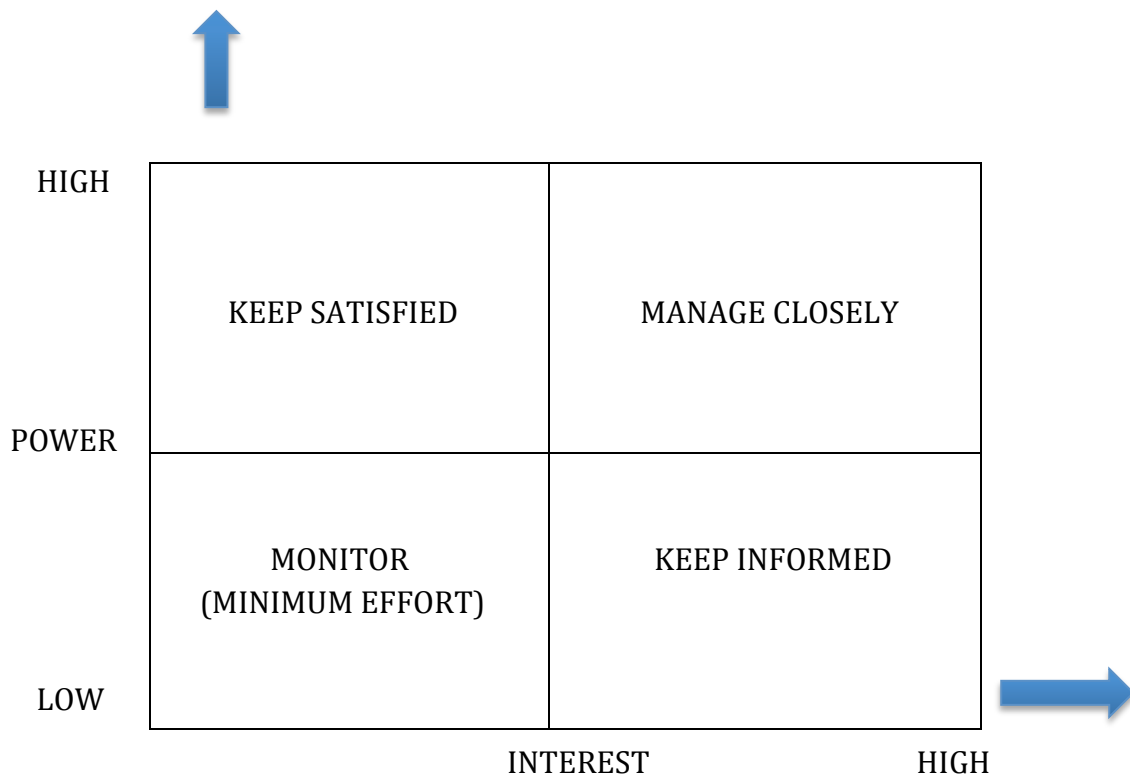 HIGH
KEEP SATISFIED
MANAGE CLOSELY
POWER
MONITOR
(MINIMUM EFFORT)
KEEP INFORMED
LOW
INTEREST
HIGH